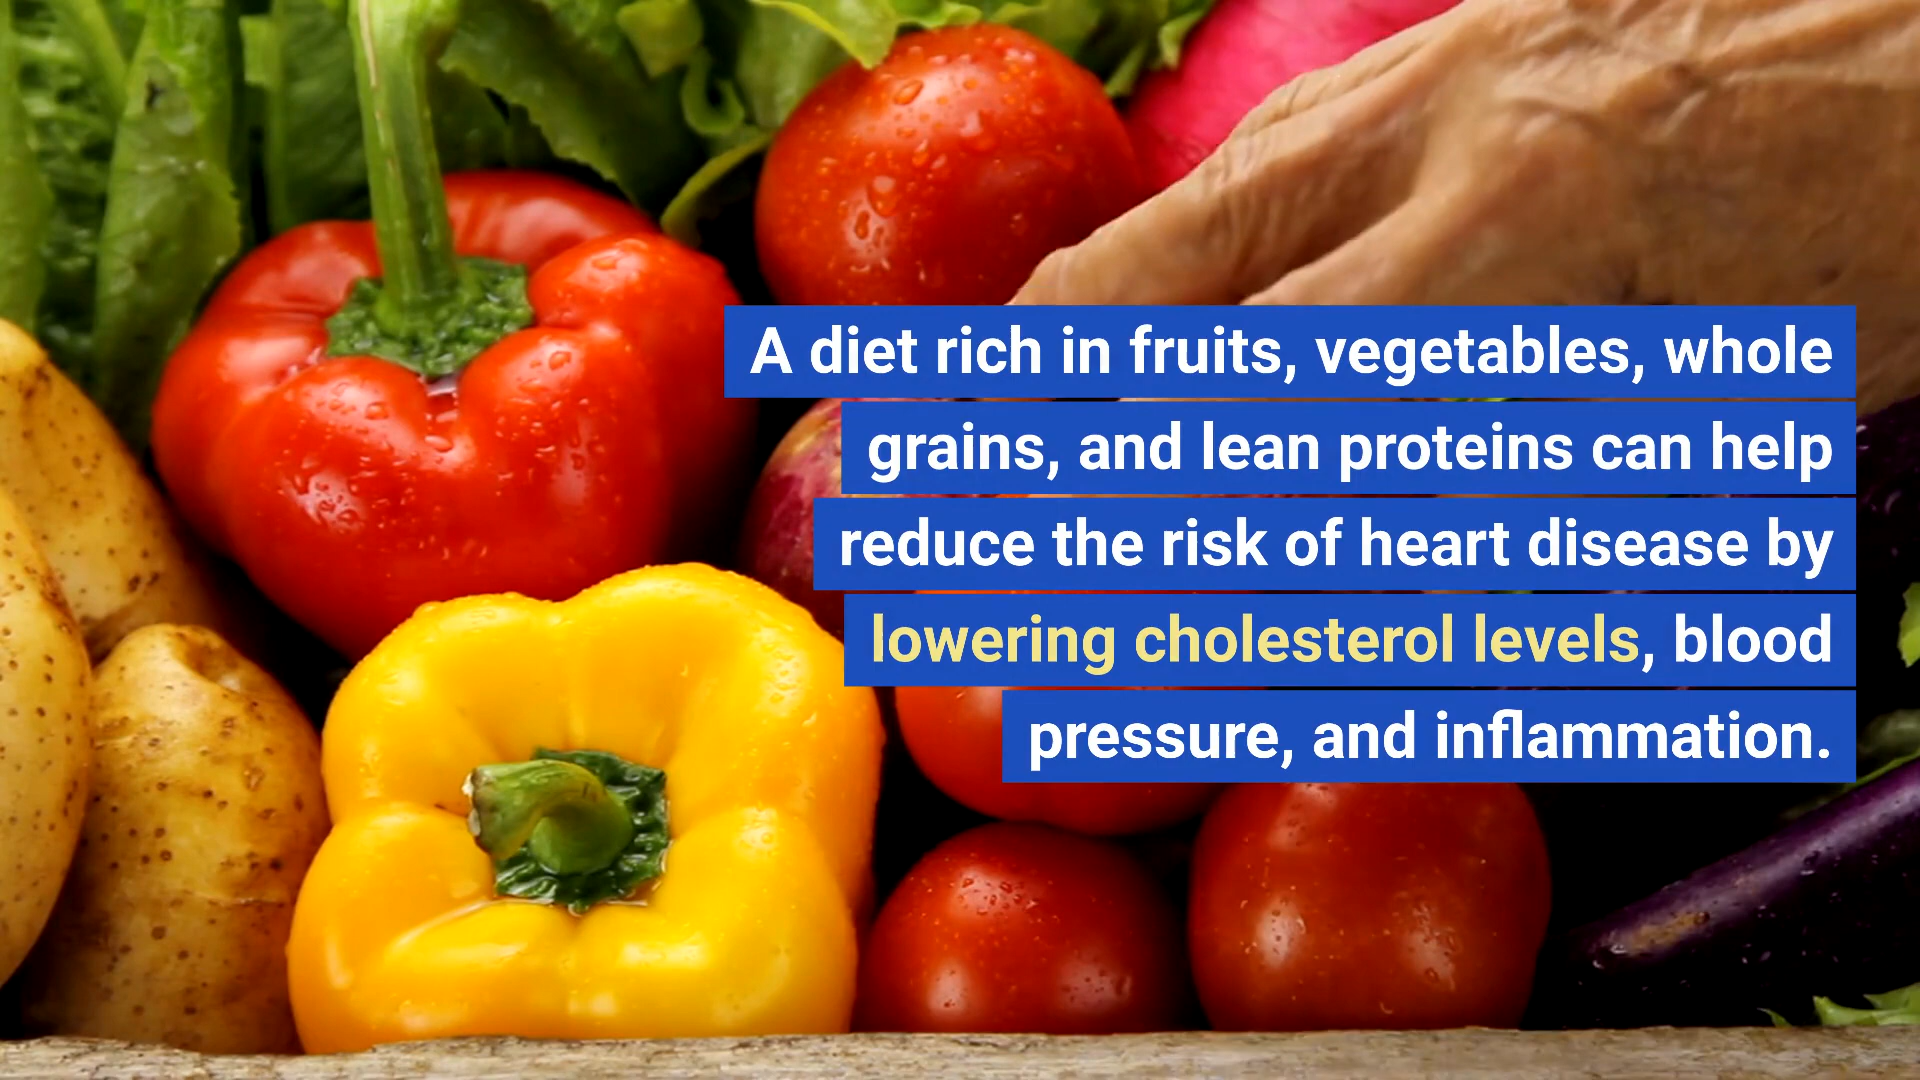 A diet rich in fruits, vegetables, whole
grains, and lean proteins can help
reduce the risk of heart disease by
lowering cholesterol levels, blood
pressure, and inflammation.